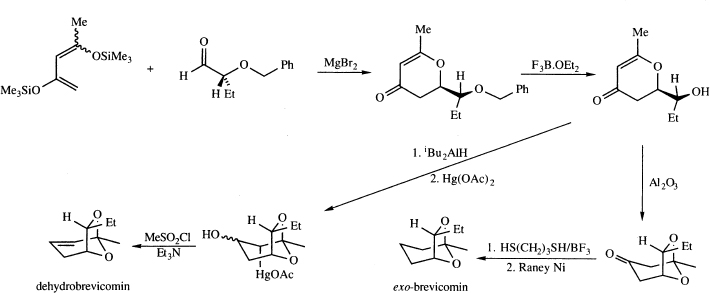 Me
OSiMe₃
Me₃SiO
+
H
O
O
Ph
H
Et
MgBr₂
Me
O
O
H
O
Ph
Et
F₃B.OEt₂
Me
O
O
H
OH
Et
1. ⁱBu₂AlH
2. Hg(OAc)₂
Al₂O₃
H
O
Et
O
dehydrobrevicomin
MeSO₂Cl
Et₃N
HO
H
O
Et
O
HgOAc
H
O
Et
O
exo-brevicomin
1. HS(CH₂)₃SH/BF₃
2. Raney Ni
H
O
Et
O
O